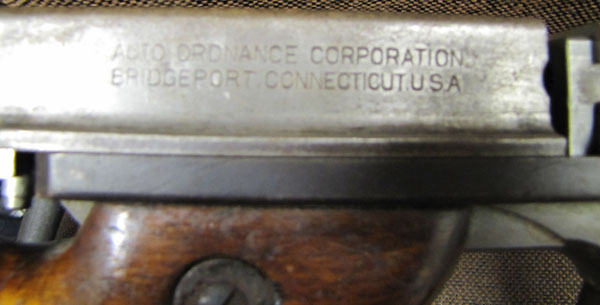 AUTO ORDNANCE CORPORATION.
BRIDGEPORT, CONNECTICUT, U.S.A